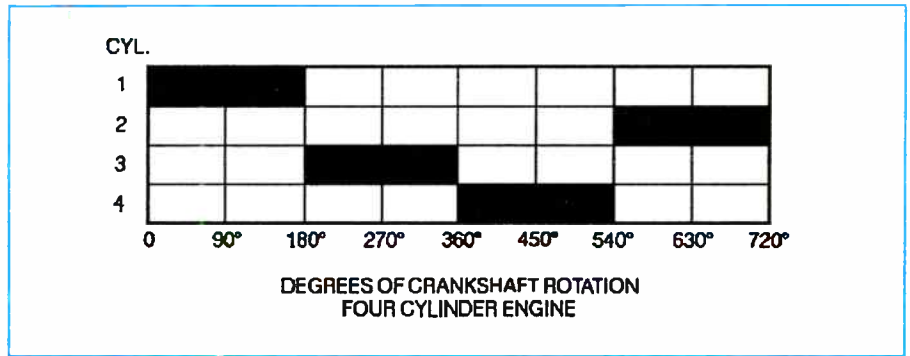 CYL.
1
2
3
4
0 90° 180° 270° 360° 450° 540° 630° 720°
DEGREES OF CRANKSHAFT ROTATION
FOUR CYLINDER ENGINE